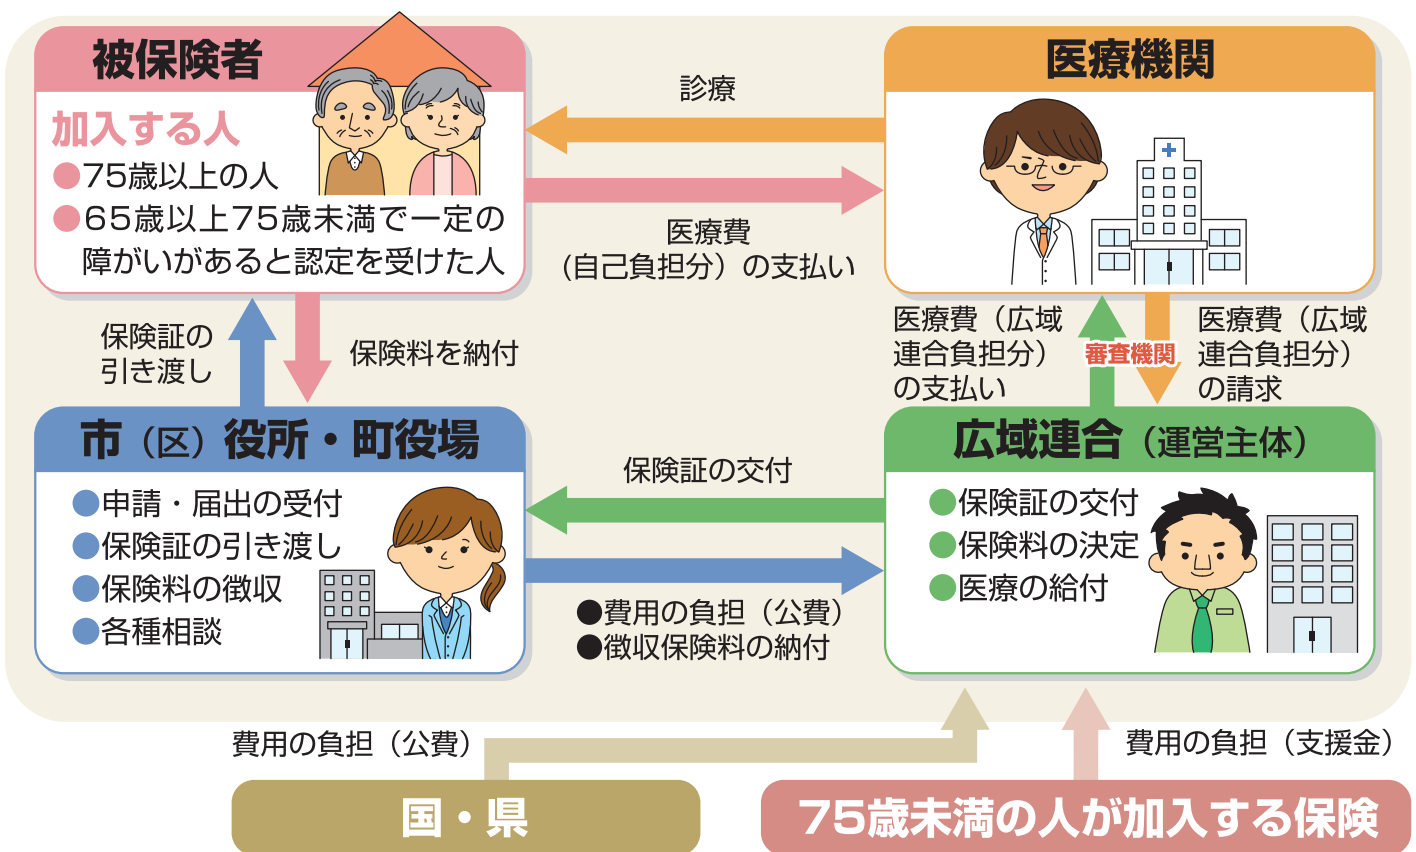 被保険者
加入する人
●75歳以上の人
●65歳以上75歳未満で一定の
障がいがあると認定を受けた人
診療
医療費
(自己負担分）の支払い
医療機関
保険証の
引き渡し
保険料を納付
医療費（広域
連合負担分）
の支払い
審査機関
医療費（広域
連合負担分）
の請求
市（区）役所・町役場
●申請・届出の受付
●保険証の引き渡し
●保険料の徴収
●各種相談
保険証の交付
●費用の負担（公費）
●徴収保険料の納付
広域連合（運営主体）
●保険証の交付
●保険料の決定
●医療の給付
費用の負担（公費）
費用の負担（支援金）
国・県
75歳未満の人が加入する保険